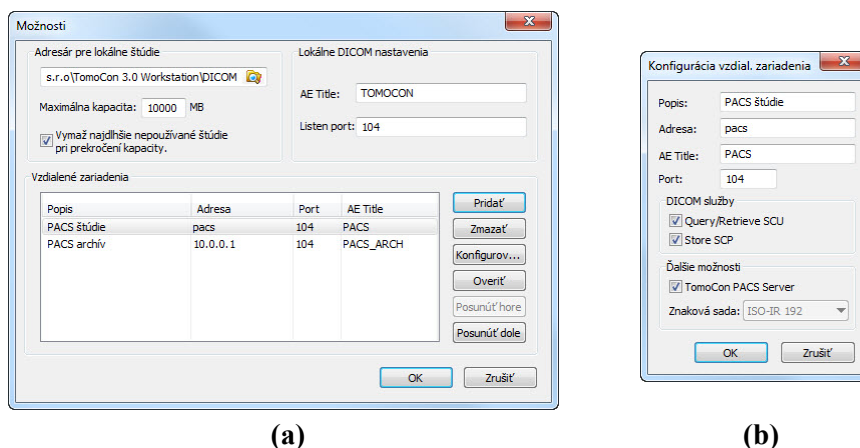 Možnosti
Adresár pre lokálne štúdie
s.r.o\TomoCon 3.0 Workstation\DICOM
Maximálna kapacita: 10000 MB
Vymaž najdlhšie nepoužívané štúdie
pri prekročení kapacity.
Lokálne DICOM nastavenia
AE Title: TOMOCON
Listen port: 104
Vzdialené zariadenia
Popis Adresa Port AE Title
PACS štúdie pacs 104 PACS
PACS archív 10.0.0.1 104 PACS_ARCH
Pridať
Zmazať
Konfigurov...
Overiť
Posunúť hore
Posunúť dole
OK Zrušiť
(a)
Konfigurácia vzdial. zariadenia
Popis: PACS štúdie
Adresa: pacs
AE Title: PACS
Port: 104
DICOM služby
Query/Retrieve SCU
Store SCP
Ďalšie možnosti
TomoCon PACS Server
Znaková sada: ISO-IR 192
OK Zrušiť
(b)